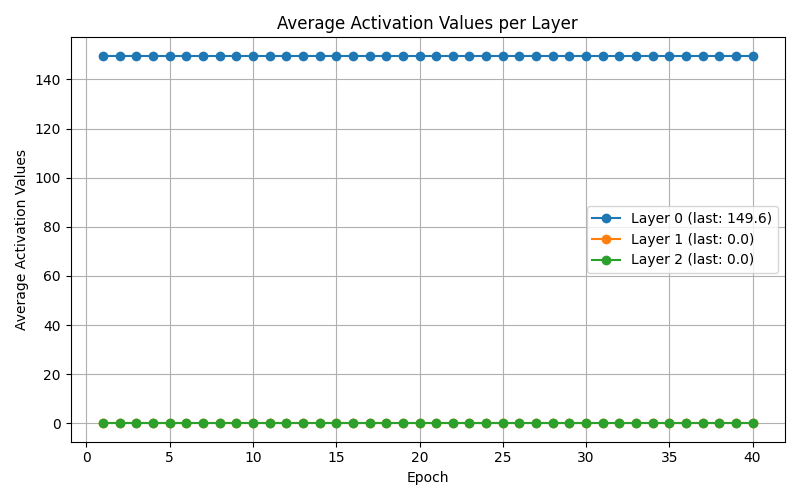 Average Activation Values per Layer
Average Activation Values
140
120
100
80
60
40
20
0
Layer 0 (last: 149.6)
Layer 1 (last: 0.0)
Layer 2 (last: 0.0)
0 5 10 15 20 25 30 35 40
Epoch